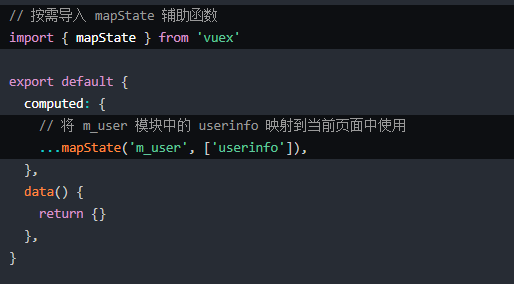 // 按需导入 mapState 辅助函数
import { mapState } from 'vuex'
export default {
computed: {
// 将 m_user 模块中的 userinfo 映射到当前页面中使用
...mapState('m_user', ['userinfo']),
},
data() {
return {}
},
}